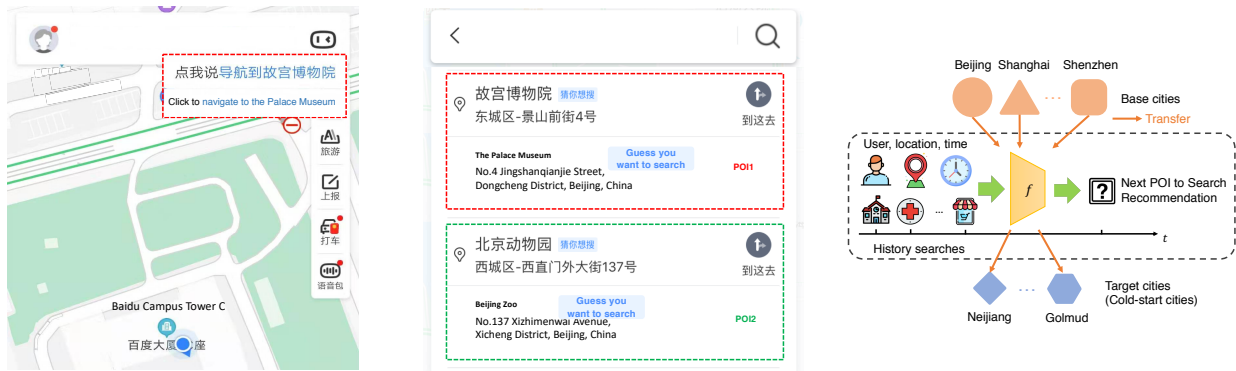 点我说导航到故宫博物院
Click to navigate to the Palace Museum
旅游
上报
打车
语音包
Baidu Campus Tower C
百度大厦C座
故宫博物院 猜你想搜
东城区-景山前街4号
到这去
The Palace Museum
Guess you
want to search
No.4 Jingshanqianjie Street,
Dongcheng District, Beijing, China
POI1
北京动物园 猜你想搜
西城区-西直门外大街137号
到这去
Beijing Zoo
Guess you
want to search
No.137 Xizhimenwai Avenue,
Xicheng District, Beijing, China
POI2
Beijing Shanghai Shenzhen
...
Base cities
Transfer
User, location, time
f
?
Next POI to Search
Recommendation
...
t
History searches
...
Target cities
(Cold-start cities)
Neijiang Golmud